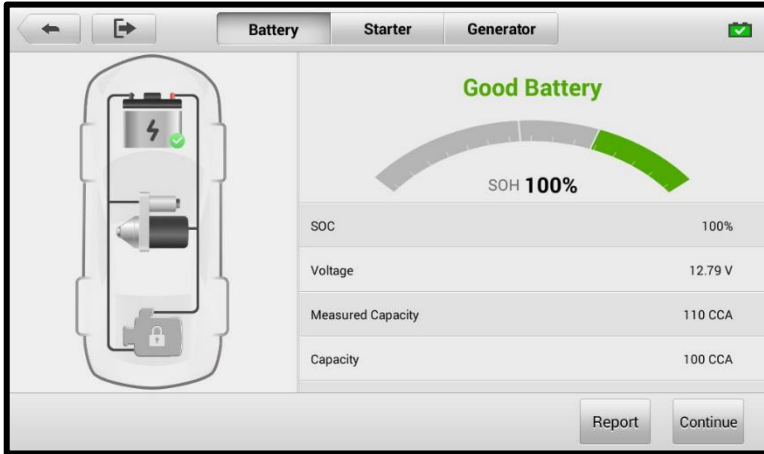 Battery Starter Generator
Good Battery
SOH 100%
SOC 100%
Voltage 12.79 V
Measured Capacity 110 CCA
Capacity 100 CCA
Report Continue